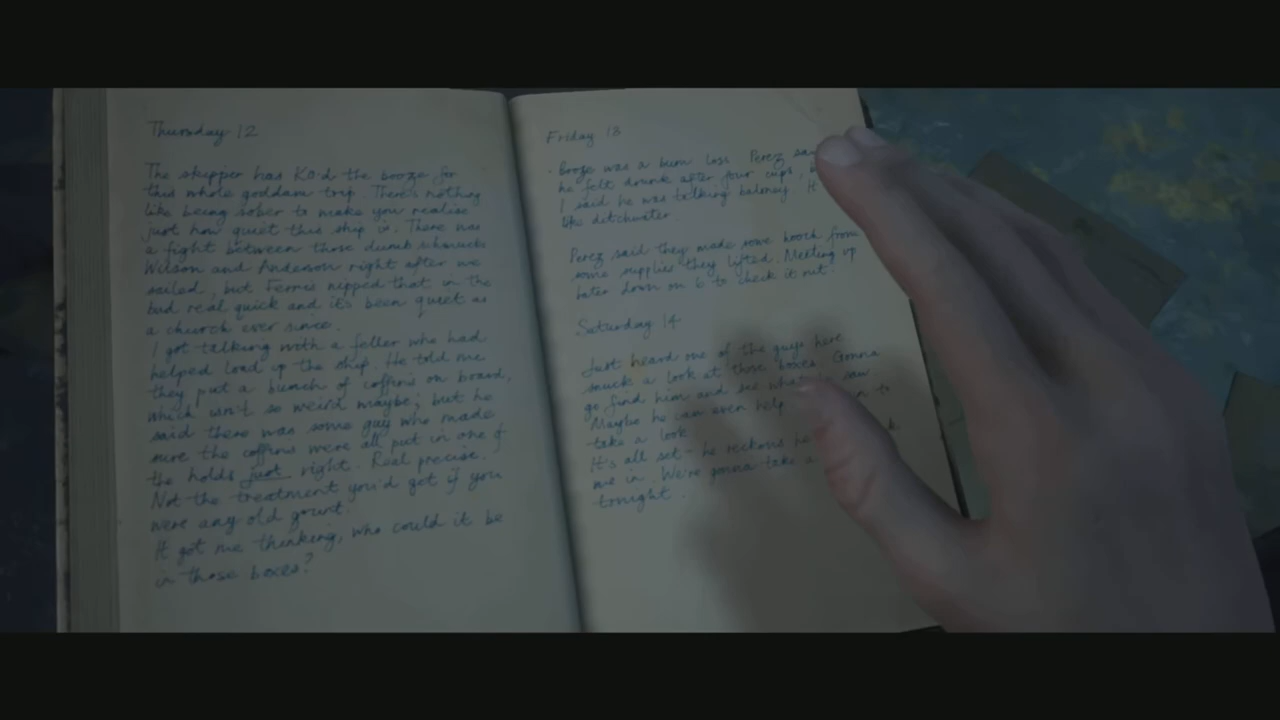 Thursday 12
The skipper has KO'd the booze for
this whole goddam trip. There's nothing
like being sober to make you realise
just how quiet this ship is. There was
a fight between those dumb schmucks
Wilson and Anderson right after we
sailed, but Ferris nipped that in the
bud real quick and it's been quiet as
a church ever since.
I got talking with a feller who had
helped load up the ship. He told me
they put a bunch of coffins on board,
which isn't so weird maybe; but he
said there was some guy who made
sure the coffins were all put in one of
the holds just right. Real precise.
Not the treatment you'd get if you
were any old grunt.
It got me thinking, who could it be
in those boxes?
Friday 13
Booze was a bum loss. Perez
he felt drunk after four cups,
I said he was talking baloney. It
like ditchwater.
Perez said they made some hooch from
some supplies they lifted. Meeting up
later down on 6 to check it out.
Saturday 14
Just heard one of the guys here
snuck a look at those boxes. Gonna
go find him and see what saw
Maybe he can even help to
take a look
It's all set - he reckons he
me in. We're gonna take a
tonight.